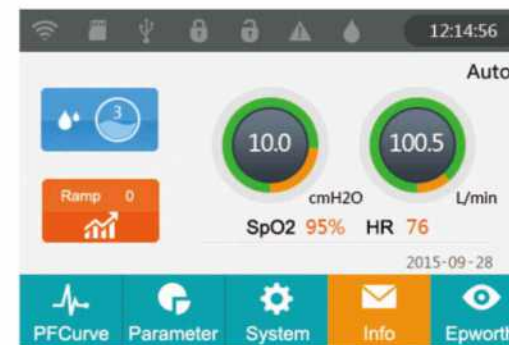 12:14:56
Auto
3
10.0
100.5
cmH2O
L/min
Ramp 0
SpO2 95% HR 76
2015-09-28
PFCurve Parameter System Info Epworth